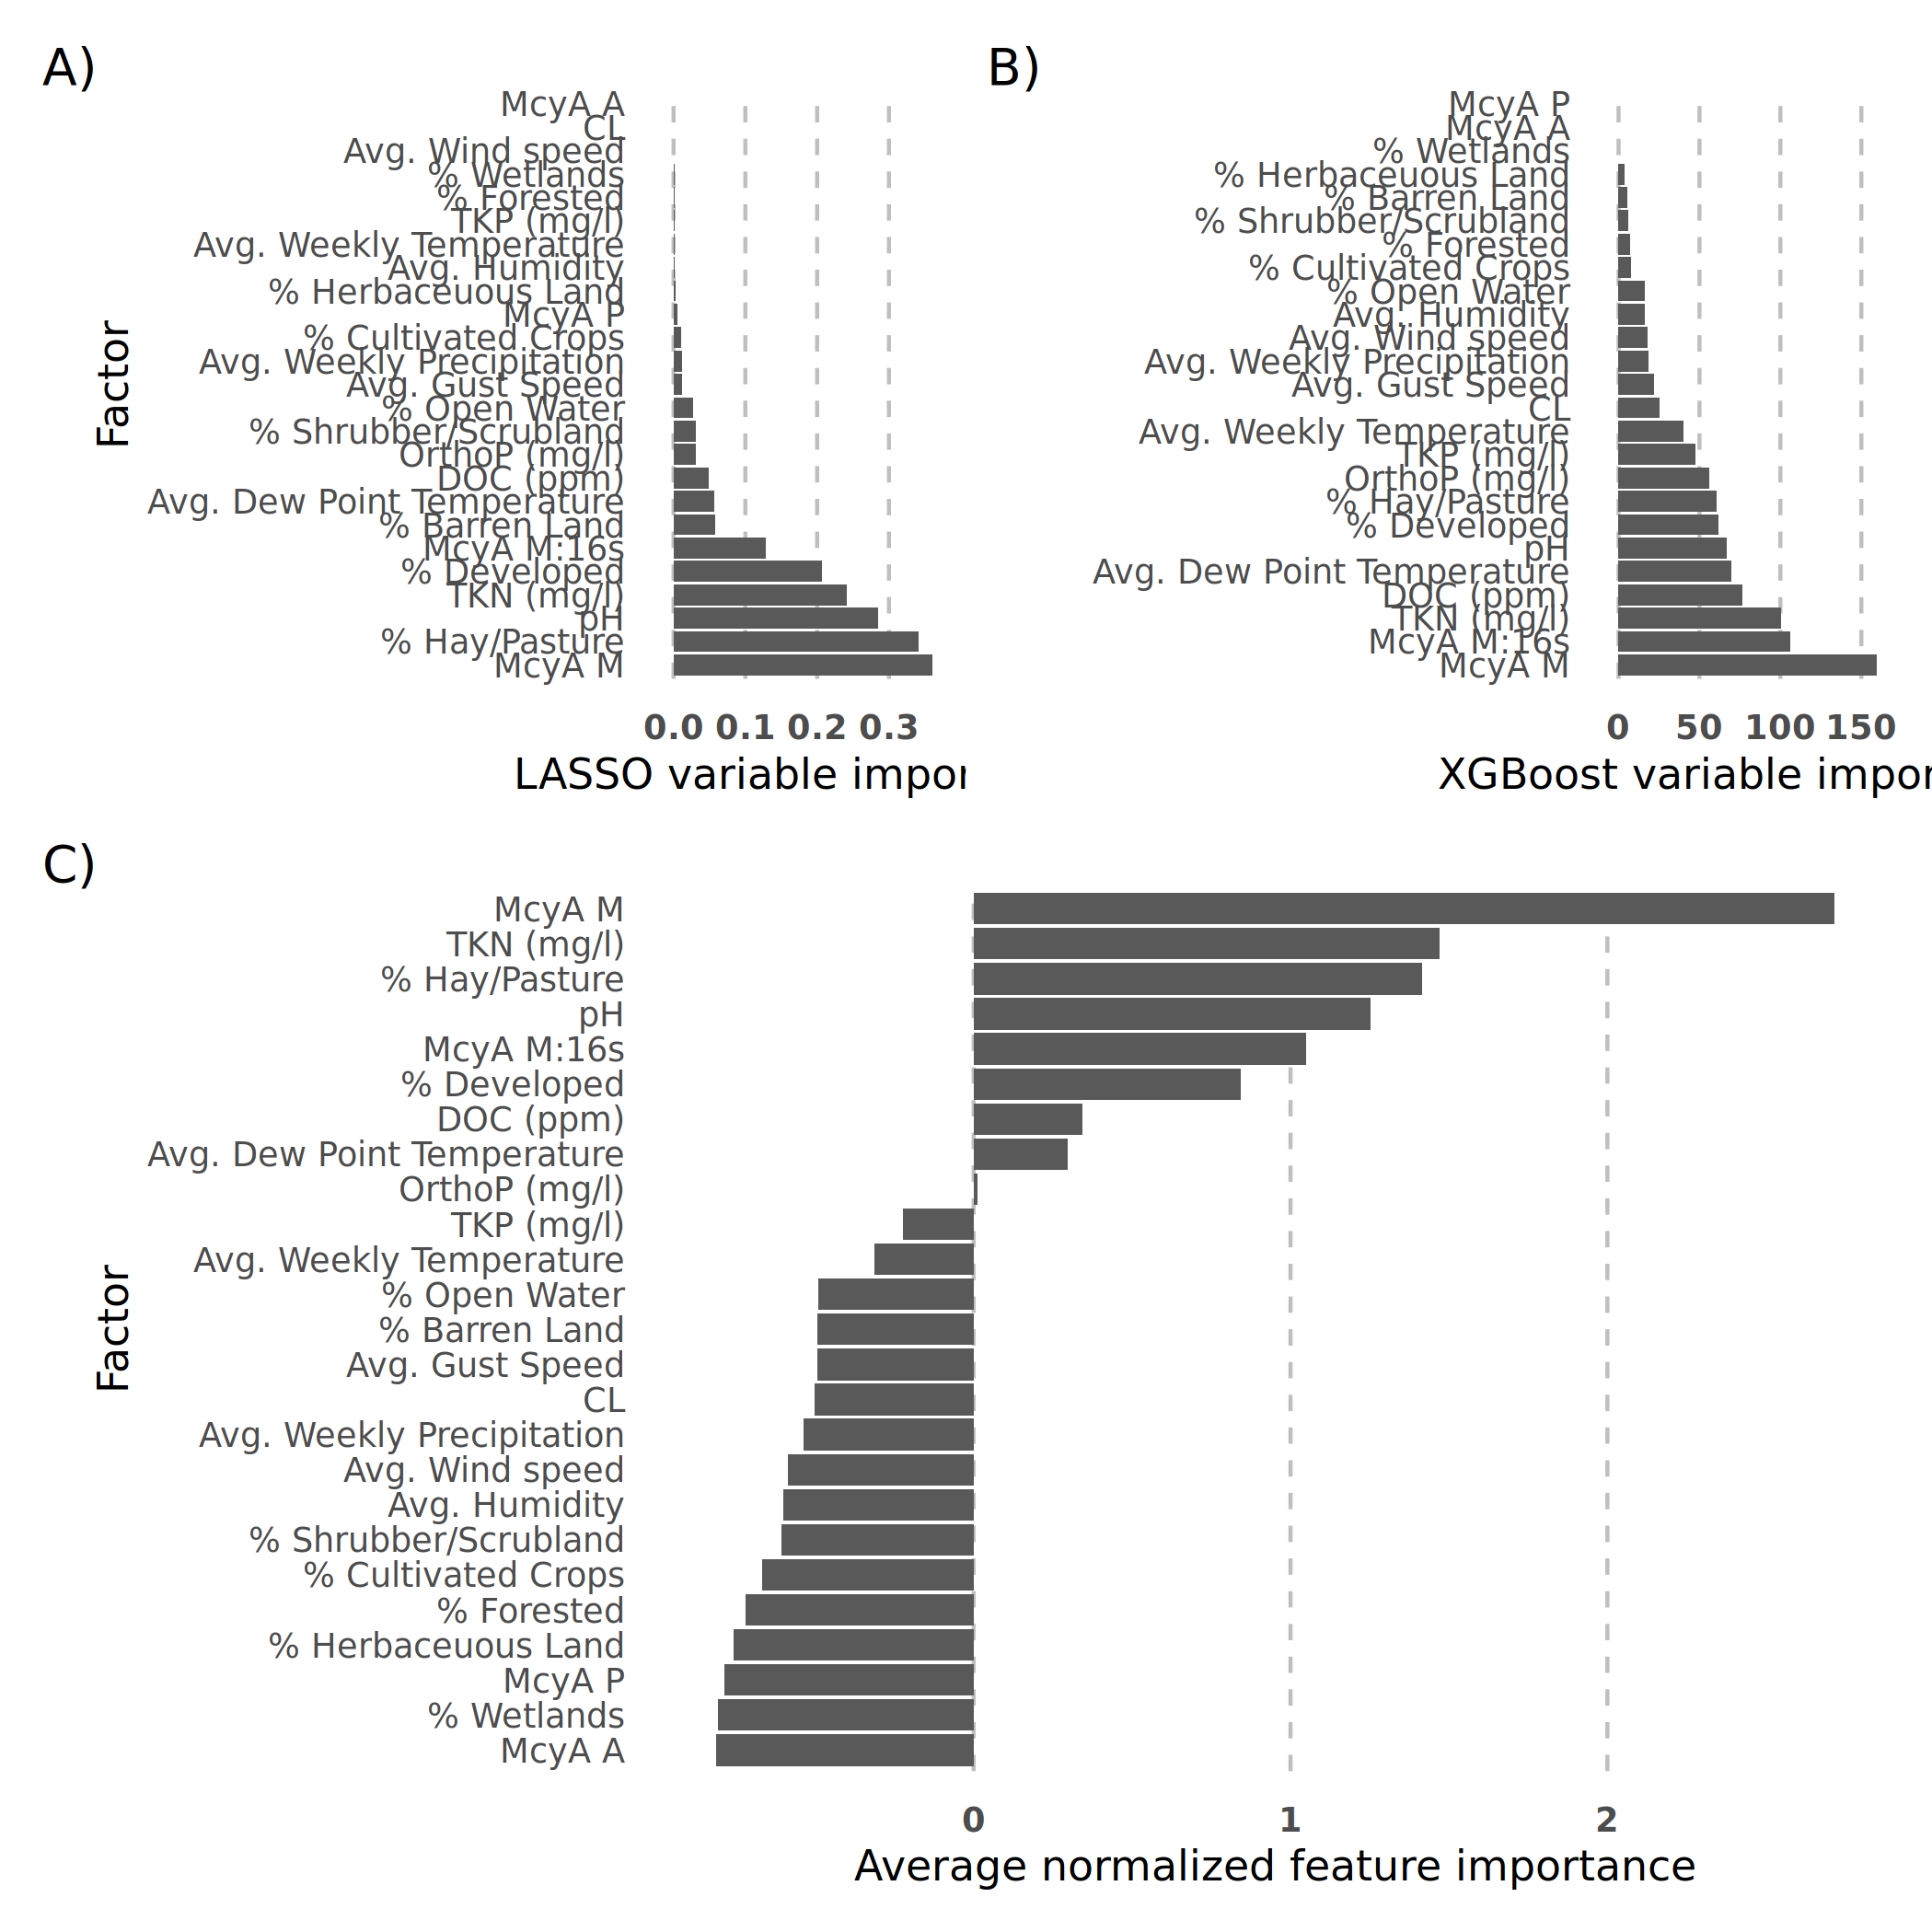 A)
McyA A
CL
Avg. Wind speed
% Wetlands
% Forested
TKP (mg/l)
Avg. Weekly Temperature
Avg. Humidity
% Herbaceuous Land
McyA P
% Cultivated Crops
Avg. Weekly Precipitation
Avg. Gust Speed
% Open Water
% Shrubber/Scrubland
OrthoP (mg/l)
DOC (ppm)
Avg. Dew Point Temperature
% Barren Land
McyA M:16s
% Developed
TKN (mg/l)
pH
% Hay/Pasture
McyA M
Factor
0.0 0.1 0.2 0.3
LASSO variable impor
B)
McyA P
McyA A
% Wetlands
% Herbaceuous Land
% Barren Land
% Shrubber/Scrubland
% Forested
% Cultivated Crops
% Open Water
Avg. Humidity
Avg. Wind speed
Avg. Weekly Precipitation
Avg. Gust Speed
CL
Avg. Weekly Temperature
TKP (mg/l)
OrthoP (mg/l)
% Hay/Pasture
% Developed
pH
Avg. Dew Point Temperature
DOC (ppm)
TKN (mg/l)
McyA M:16s
McyA M
0 50 100 150
XGBoost variable impor
C)
McyA M
TKN (mg/l)
% Hay/Pasture
pH
McyA M:16s
% Developed
DOC (ppm)
Avg. Dew Point Temperature
OrthoP (mg/l)
TKP (mg/l)
Avg. Weekly Temperature
% Open Water
% Barren Land
Avg. Gust Speed
CL
Avg. Weekly Precipitation
Avg. Wind speed
Avg. Humidity
% Shrubber/Scrubland
% Cultivated Crops
% Forested
% Herbaceuous Land
McyA P
% Wetlands
McyA A
Factor
0 1 2
Average normalized feature importance